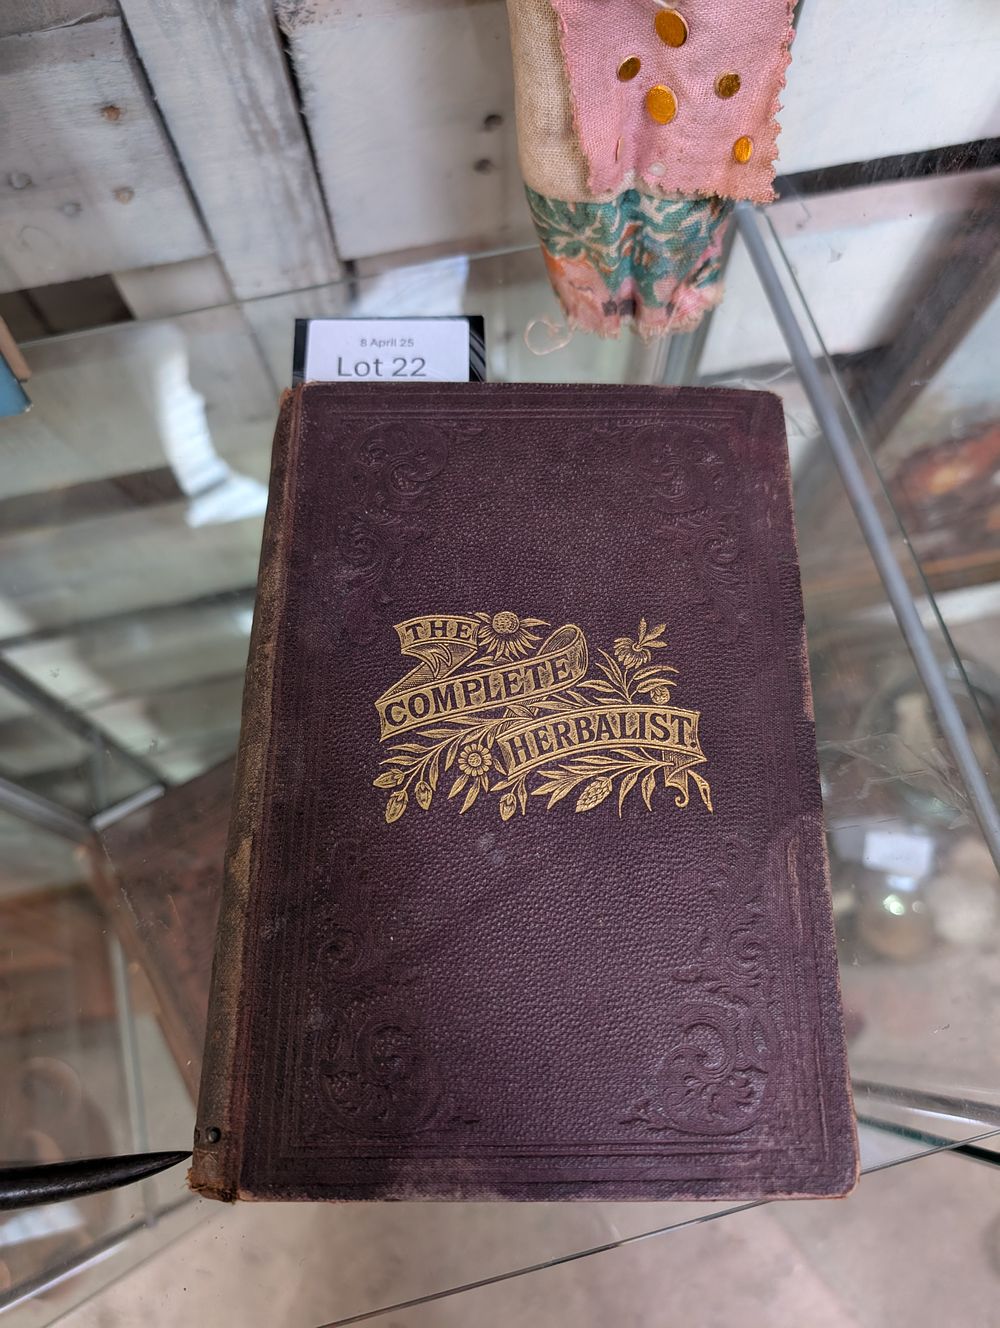 8 April 25
Lot 22
THE
COMPLETE
HERBALIST.